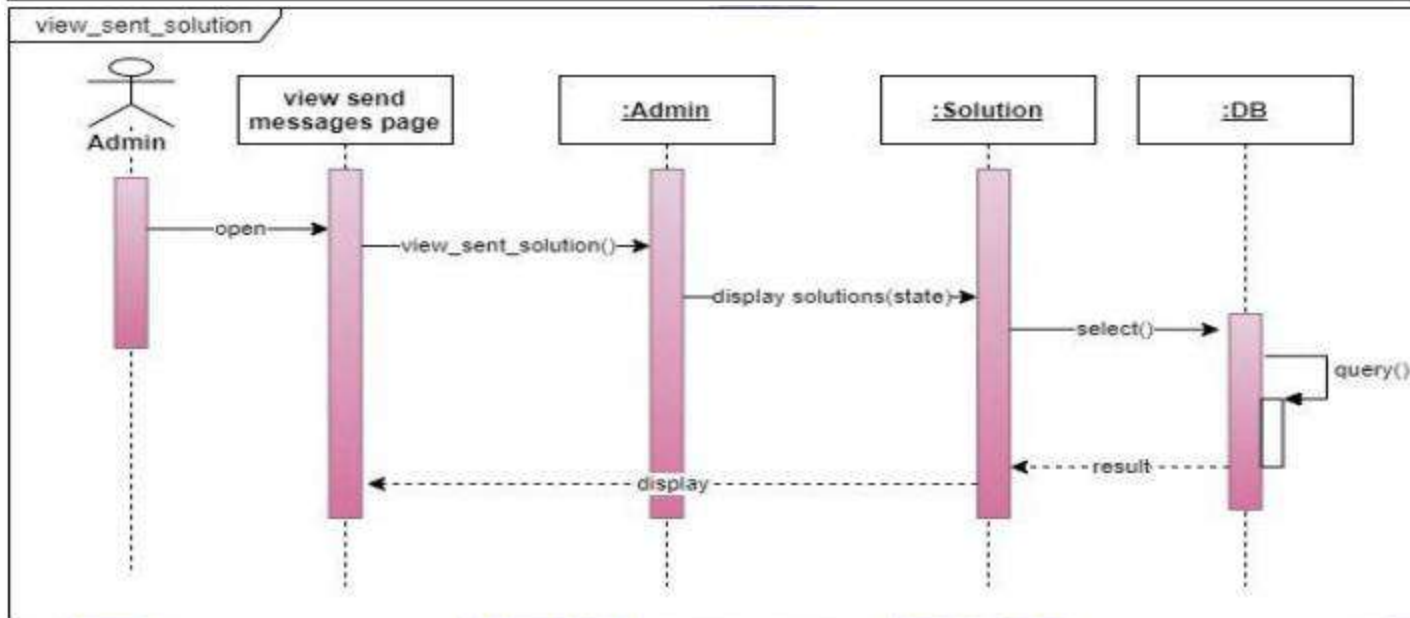 view_sent_solution
Admin
view send
messages page
:Admin
:Solution
:DB
open
view_sent_solution()
display solutions(state)
select()
query()
result
display